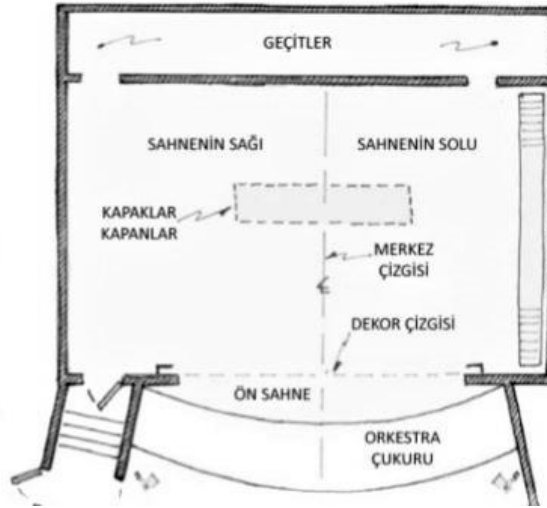 GEÇİTLER
SAHNENİN SAĞI
SAHNENİN SOLU
KAPAKLAR
KAPANLAR
MERKEZ
ÇİZGİSİ
DEKOR ÇİZGİSİ
ÖN SAHNE
ORKESTRA
ÇUKURU